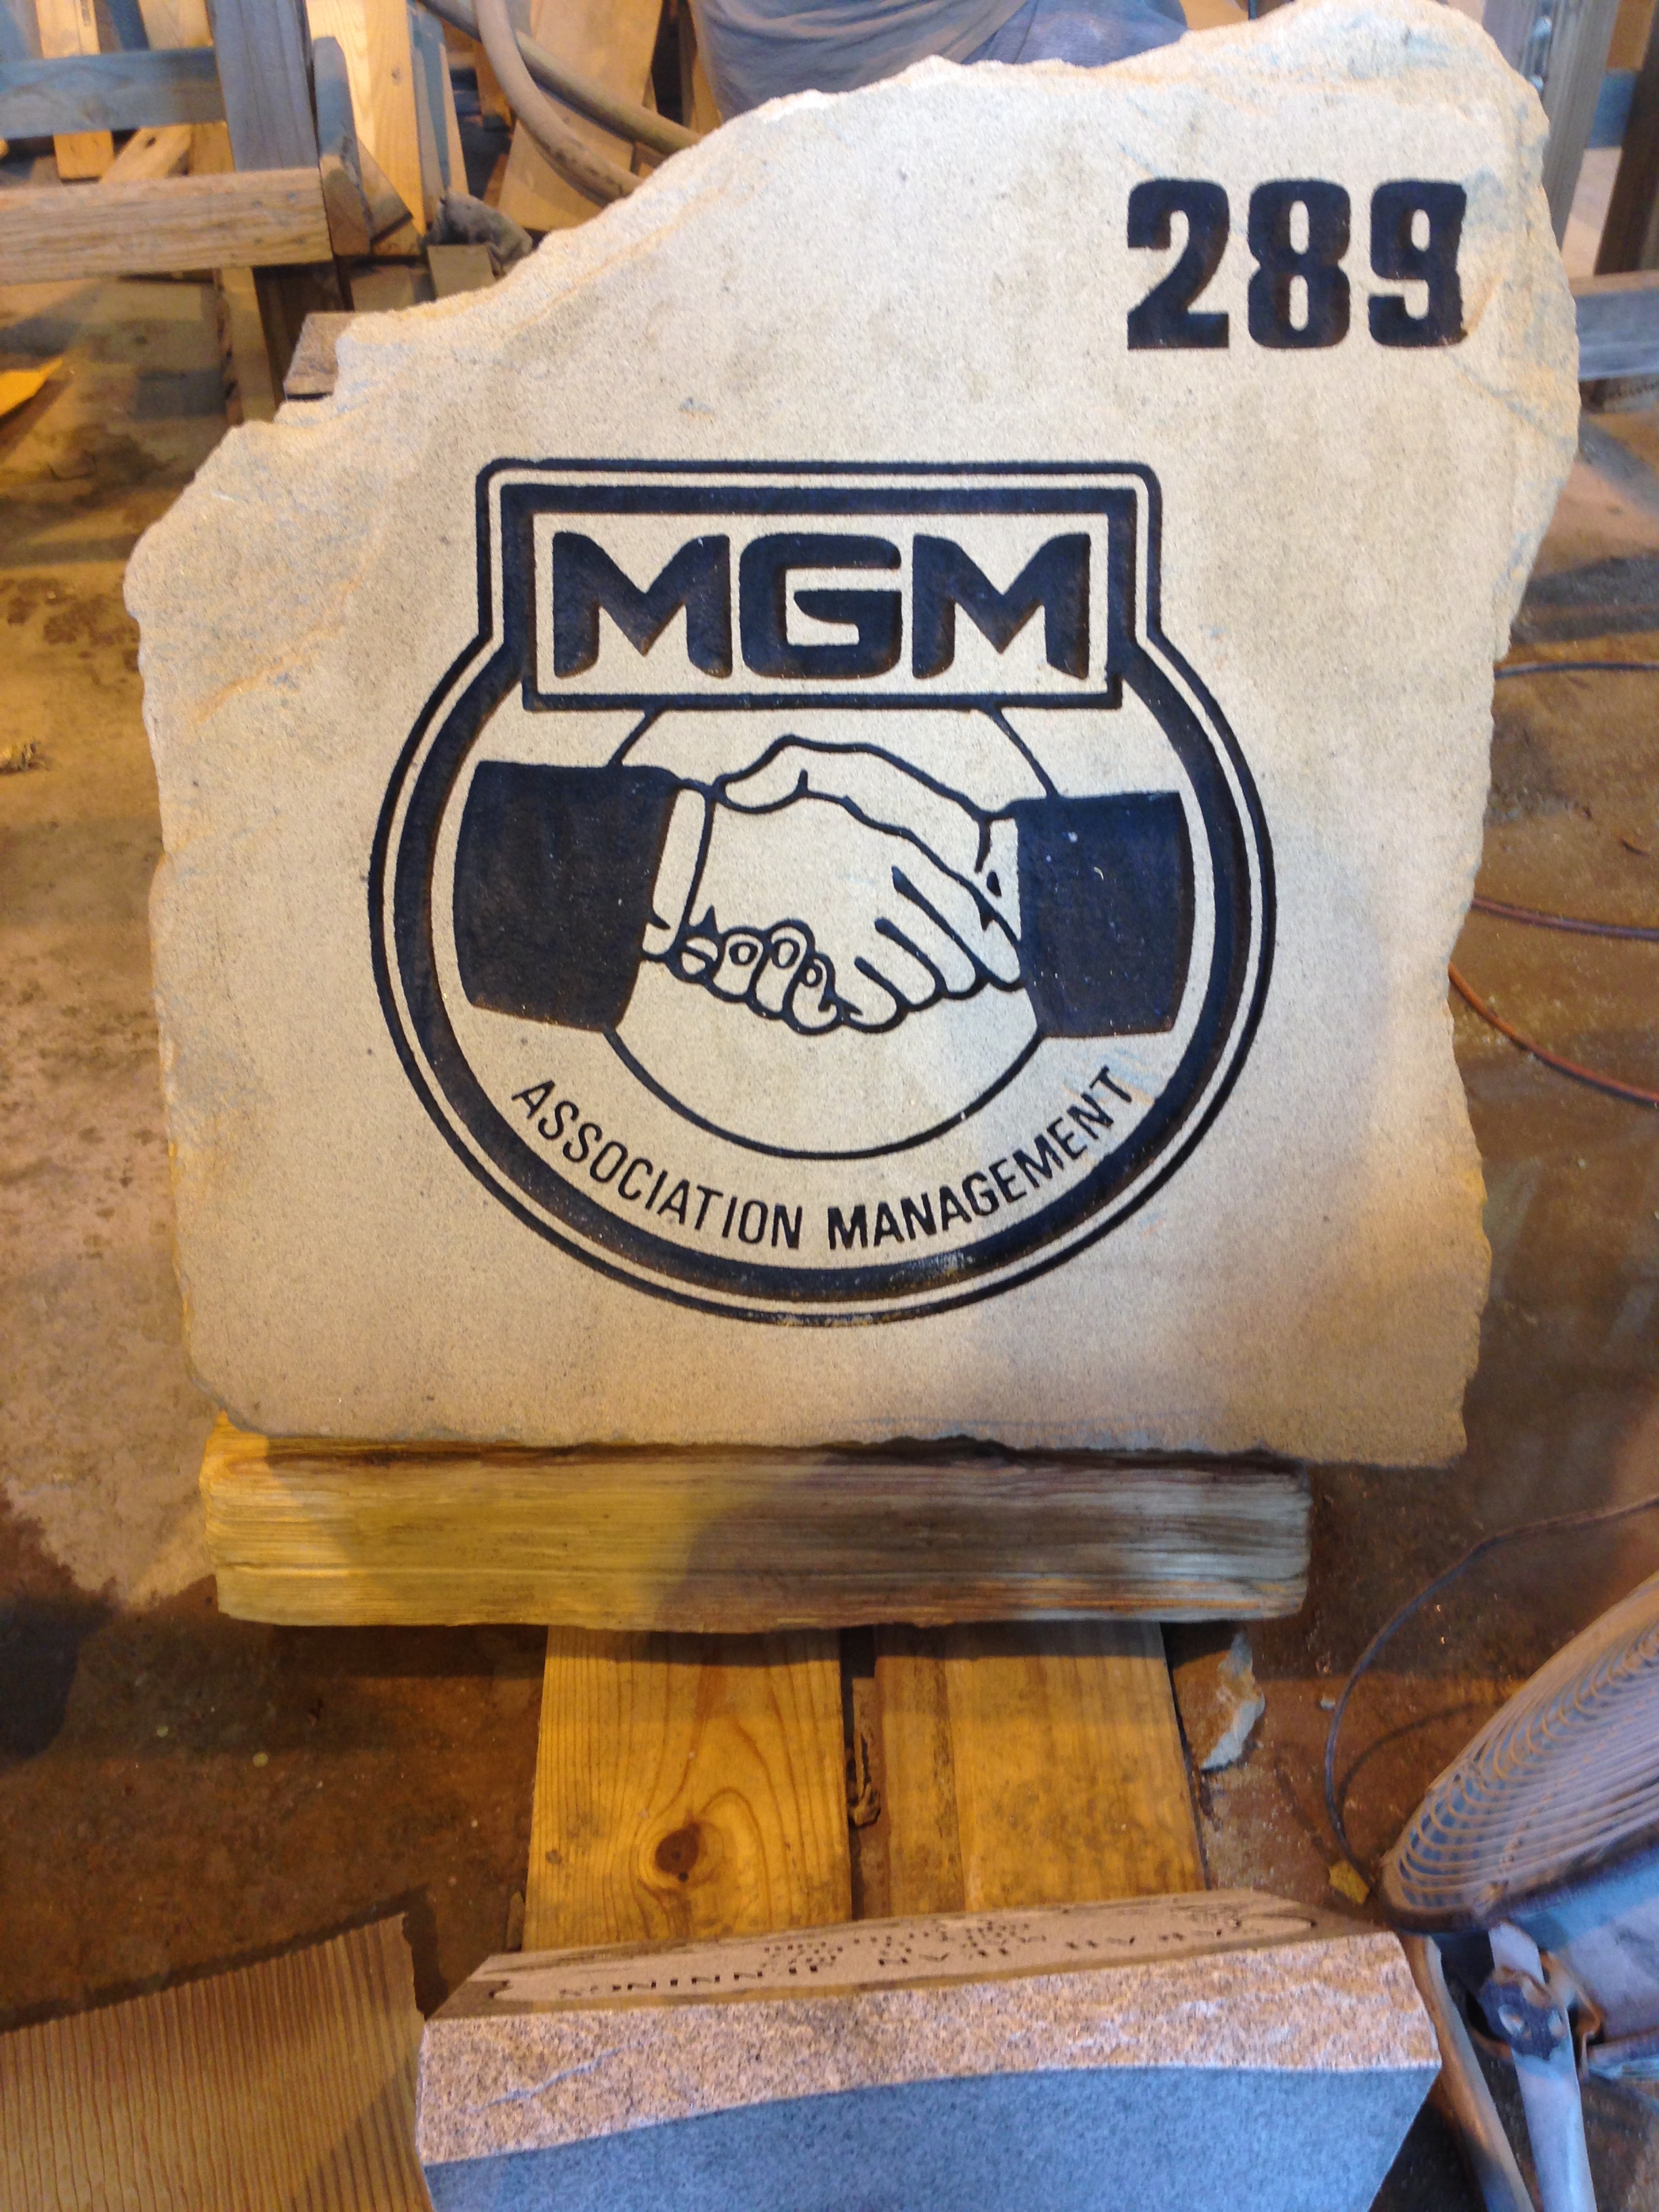 289
MGM
ASSOCIATION MANAGEMENT